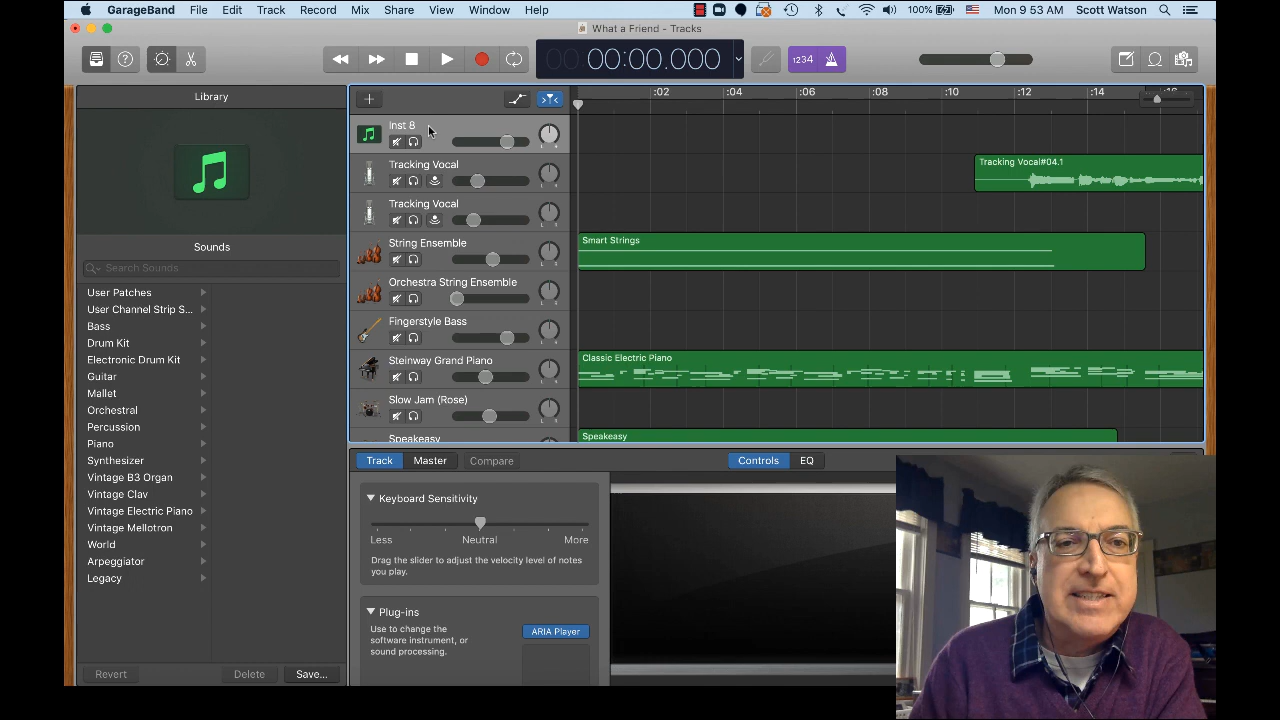 GarageBand File Edit Track Record Mix Share View Window Help 100% Mon 9 53 AM Scott Watson
What a Friend - Tracks
00:00.000 1234
Library
:02 :04 :06 :08 :10 :12 :14 :16
Inst 8
Tracking Vocal
Tracking Vocal#04.1
Tracking Vocal
Sounds
String Ensemble
Smart Strings
Search Sounds
Orchestra String Ensemble
User Patches
User Channel Strip S...
Bass
Fingerstyle Bass
Drum Kit
Electronic Drum Kit
Steinway Grand Piano
Classic Electric Piano
Guitar
Mallet
Slow Jam (Rose)
Orchestral
Percussion
Speakeasy
Speakeasy
Piano
Synthesizer
Track Master Compare Controls EQ
Vintage B3 Organ
Vintage Clav
Keyboard Sensitivity
Vintage Electric Piano
Vintage Mellotron
Less Neutral More
World
Arpeggiator
Drag the slider to adjust the velocity level of notes
you play.
Legacy
Plug-ins
Use to change the
software instrument, or
sound processing.
ARIA Player
Revert Delete Save...